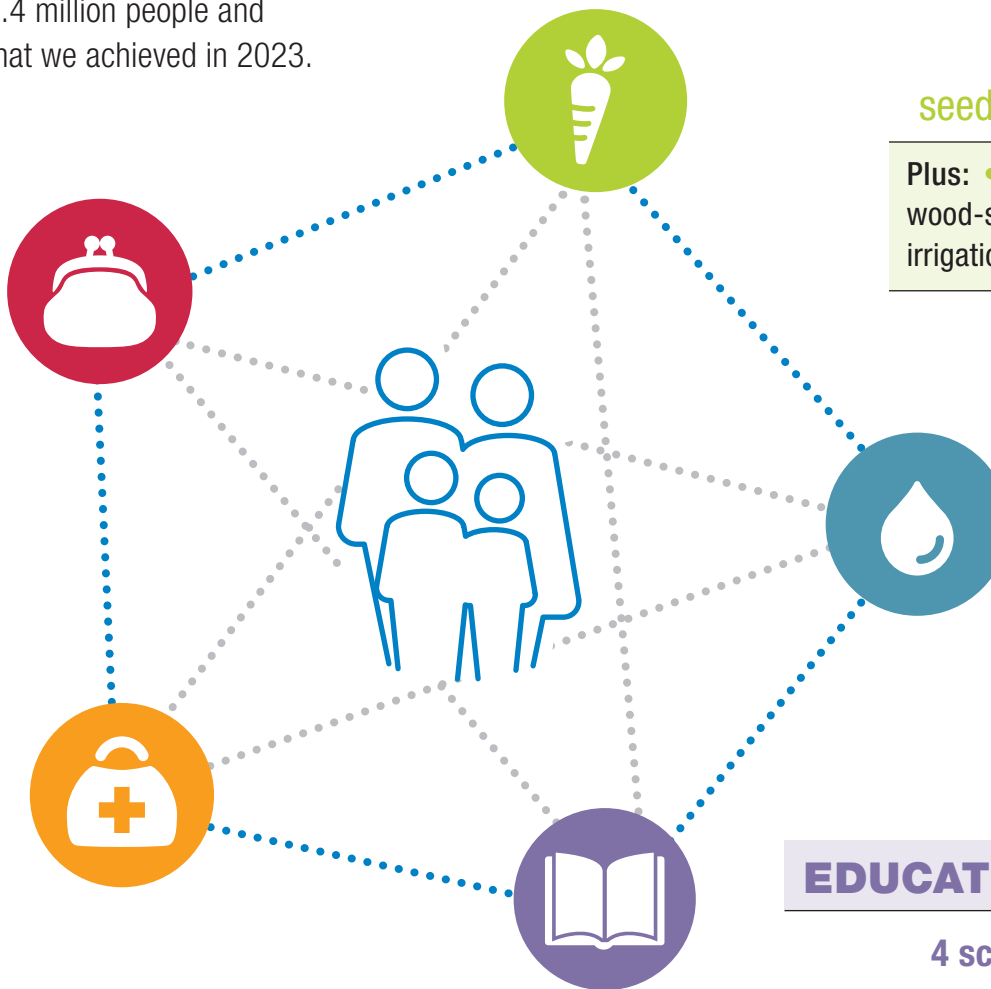 .4 million people and
hat we achieved in 2023.
seed
Plus: •
wood-s
irrigatio
EDUCAT
4 sc